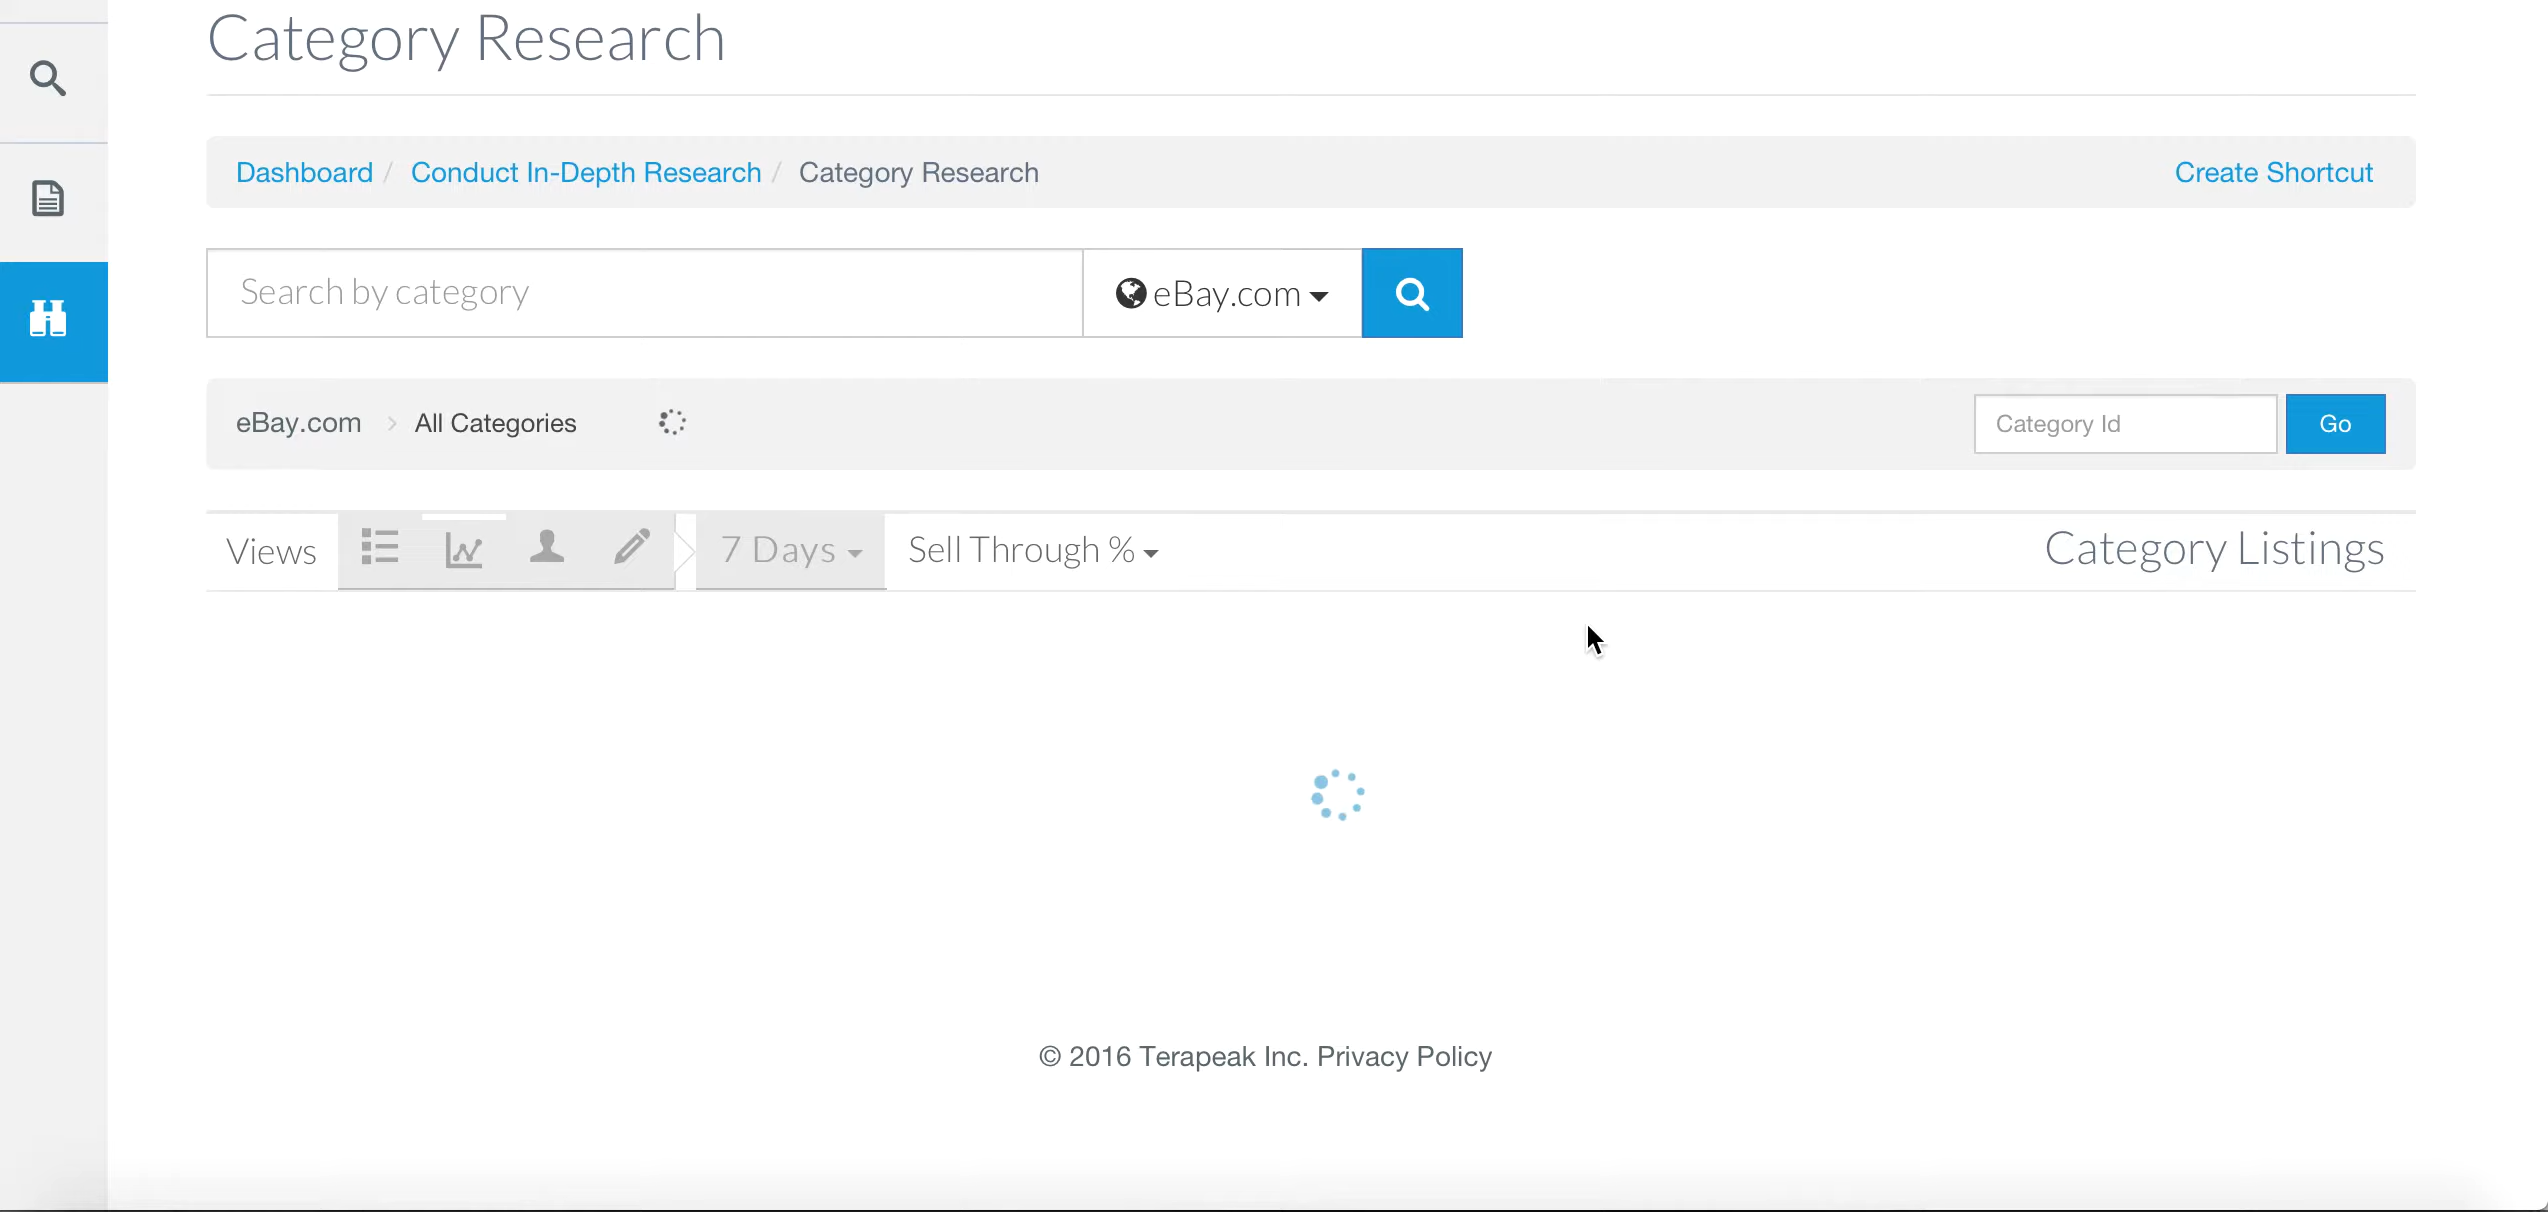 Category Research
Dashboard / Conduct In-Depth Research / Category Research
Create Shortcut
Search by category
eBay.com
eBay.com > All Categories
Category Id
Go
Views
7 Days
Sell Through %
Category Listings
© 2016 Terapeak Inc. Privacy Policy